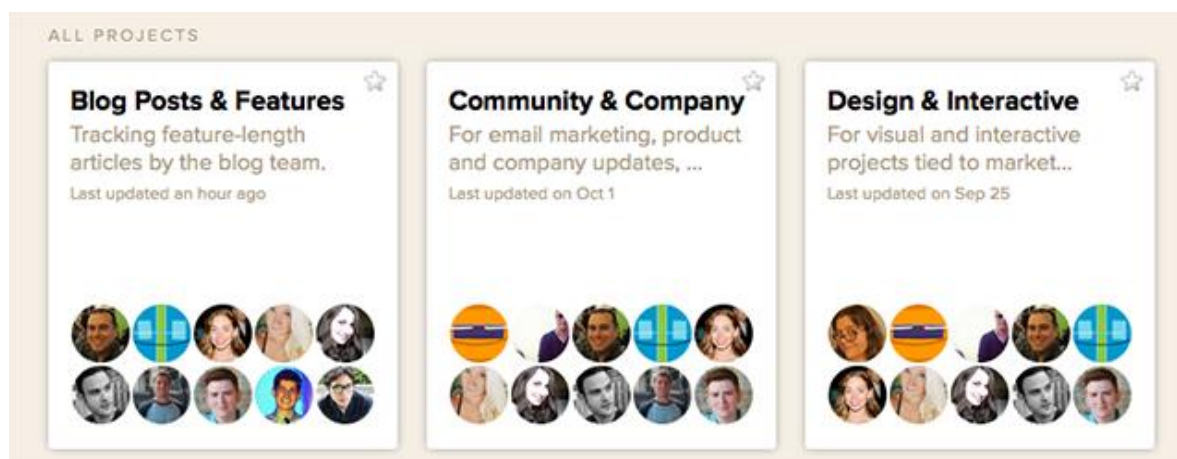 ALL PROJECTS
Blog Posts & Features
Tracking feature-length
articles by the blog team.
Last updated an hour ago
Community & Company
For email marketing, product
and company updates, ...
Last updated on Oct 1
Design & Interactive
For visual and interactive
projects tied to market...
Last updated on Sep 25